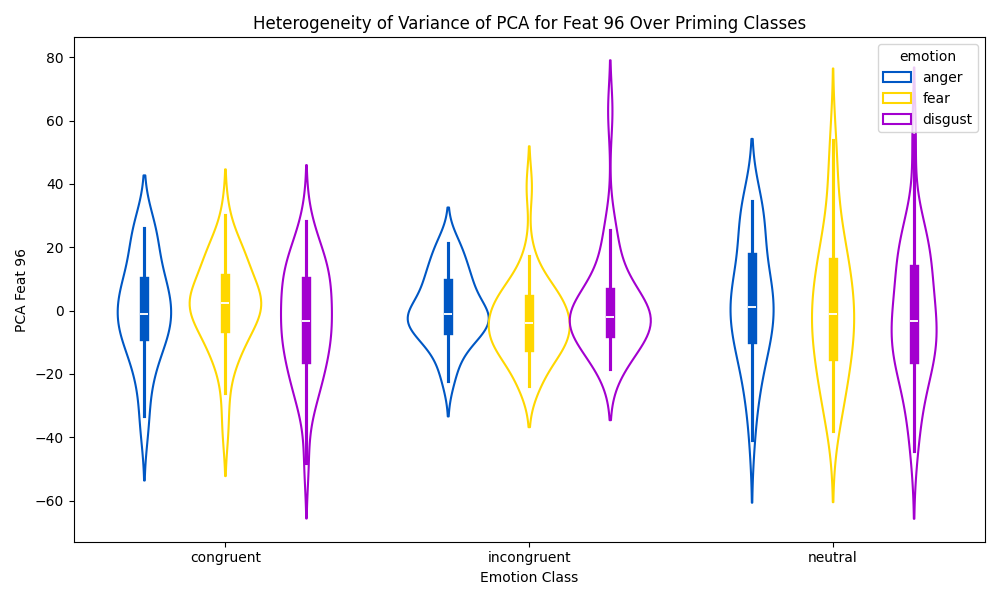 Heterogeneity of Variance of PCA for Feat 96 Over Priming Classes
PCA Feat 96
80
60
40
20
0
−20
−40
−60
emotion
anger
fear
disgust
congruent
incongruent
neutral
Emotion Class